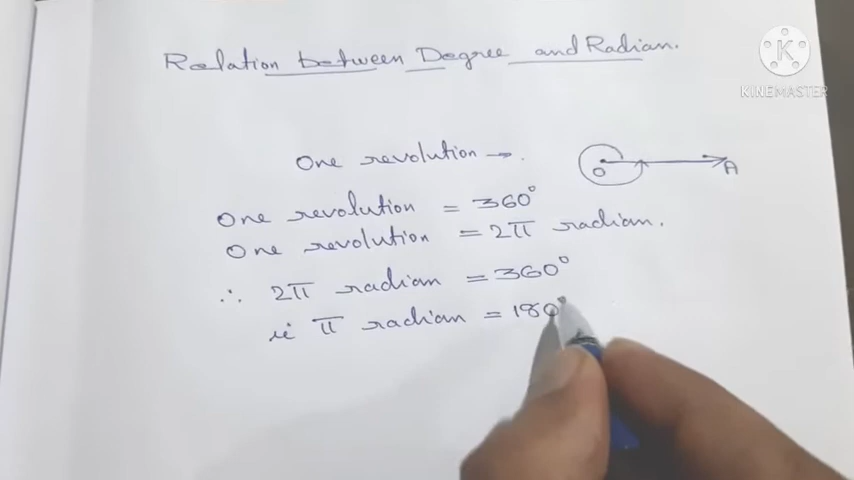 Relation between Degree and Radian.
K
KINEMASTER
One revolution →.
O A
One revolution = 360°
One revolution = 2π radian.
∴ 2π radian = 360°
ie π radian = 180°